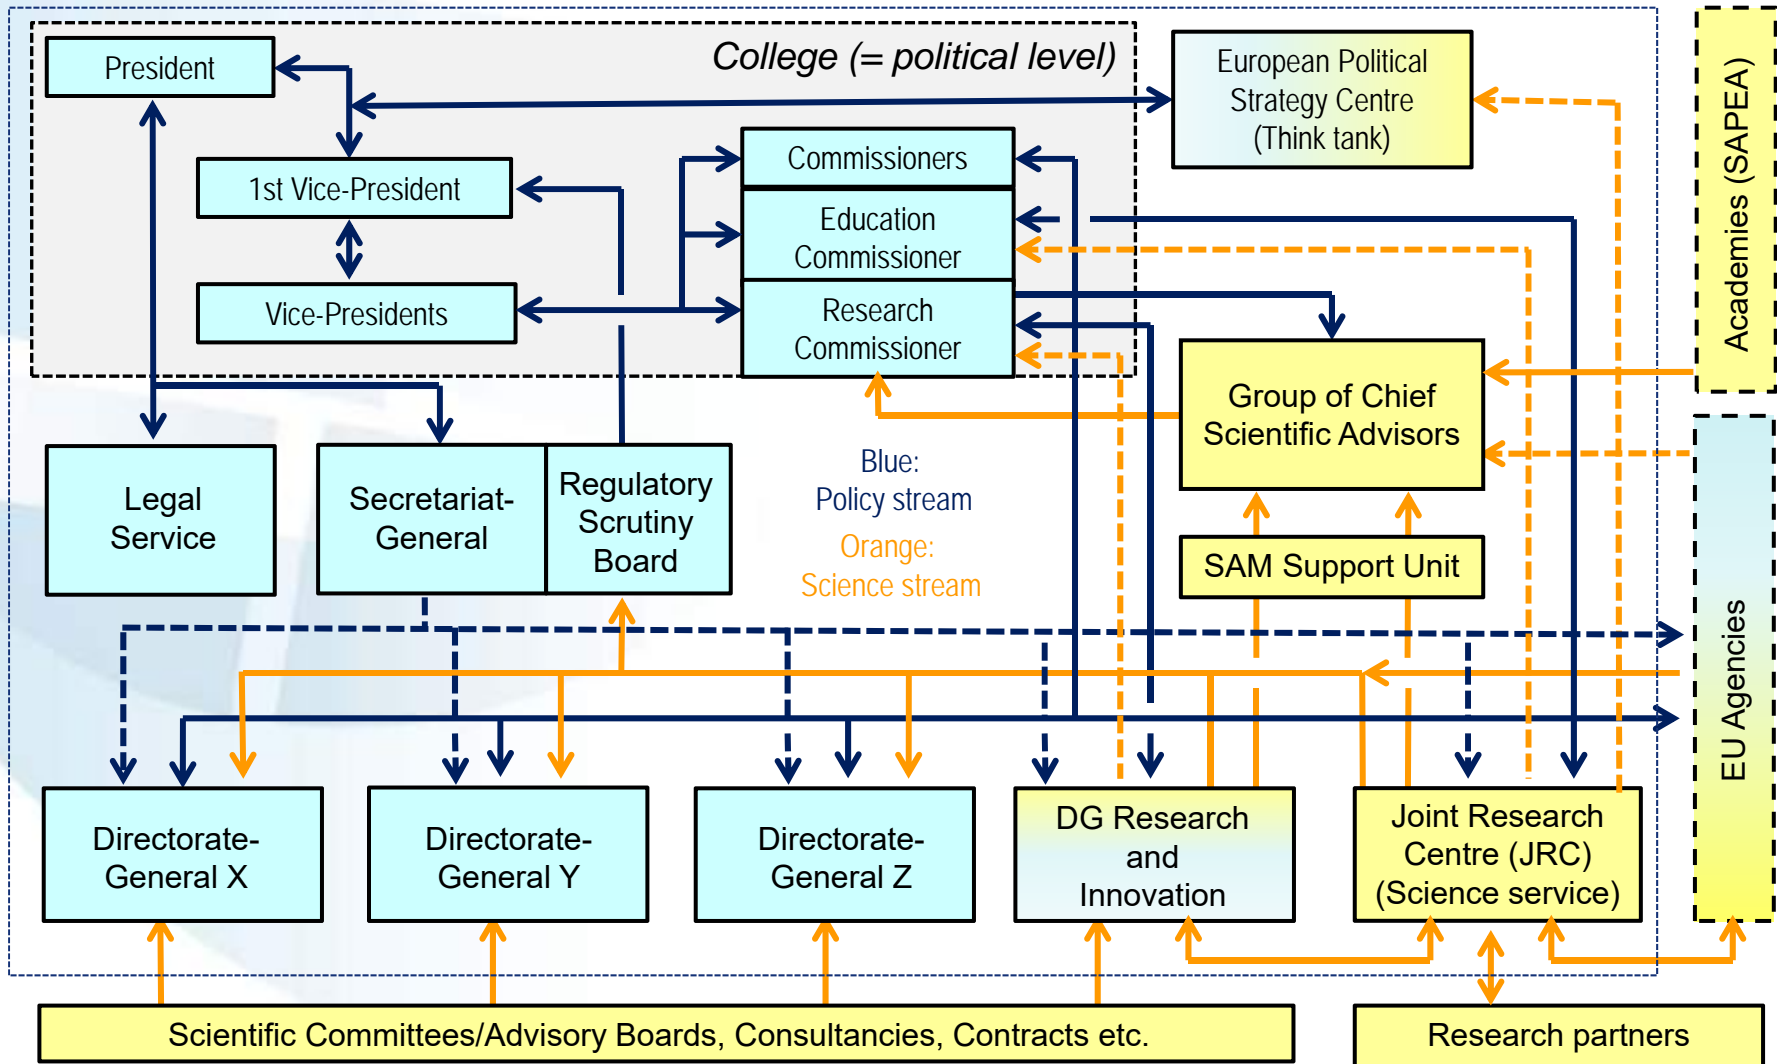 College (= political level)
President
European Political
Strategy Centre
(Think tank)
Academies (SAPEA)
1st Vice-President
Commissioners
Education
Commissioner
Vice-Presidents
Research
Commissioner
Group of Chief
Scientific Advisors
Legal
Service
Secretariat-
General
Regulatory
Scrutiny
Board
Blue:
Policy stream
Orange:
Science stream
SAM Support Unit
EU Agencies
Directorate-
General X
Directorate-
General Y
Directorate-
General Z
DG Research
and
Innovation
Joint Research
Centre (JRC)
(Science service)
Scientific Committees/Advisory Boards, Consultancies, Contracts etc.
Research partners